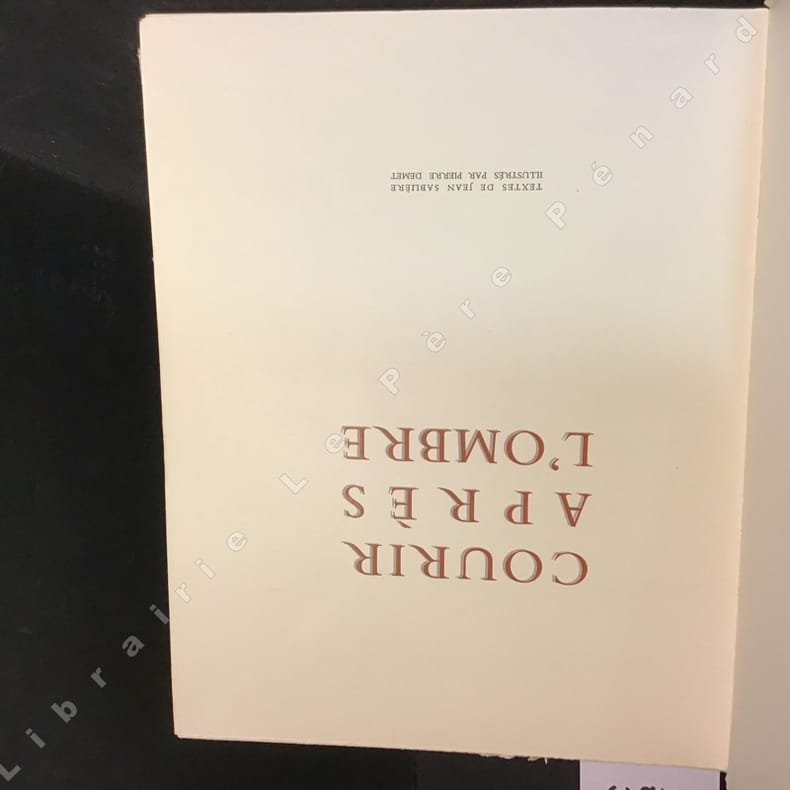 COURIR
APRÈS
L'OMBRE
TEXTES DE JEAN SABLIÈRE
ILLUSTRÉS PAR PIERRE DEMET
Librairie Le Père Pénard